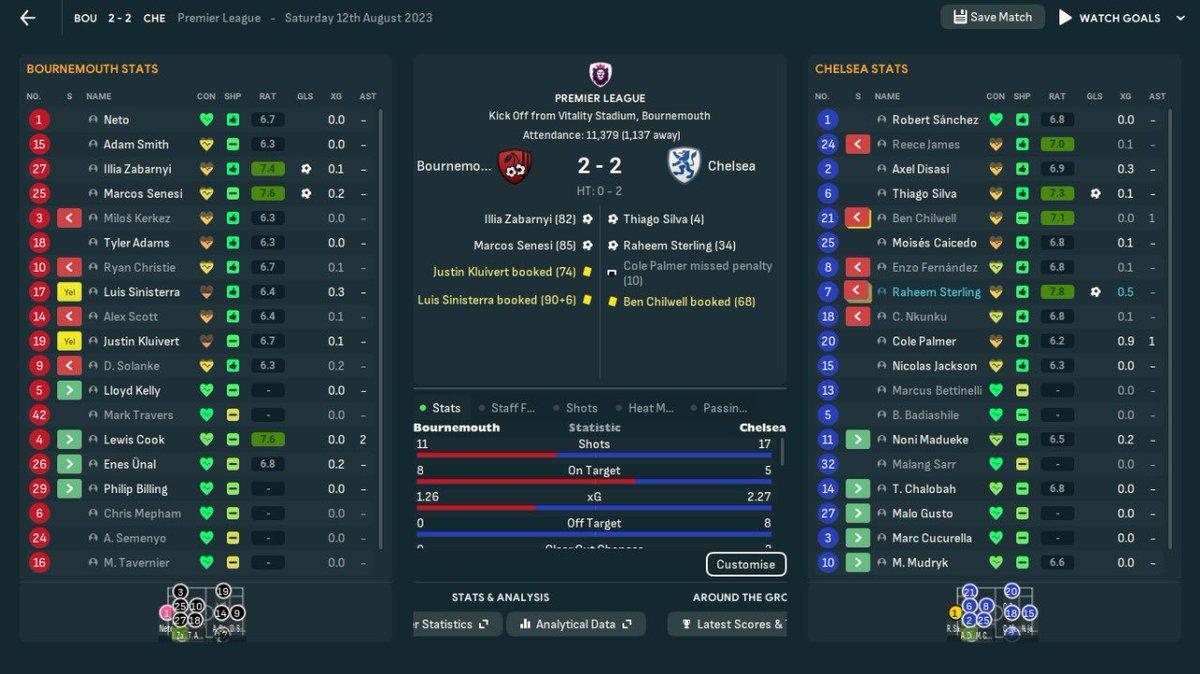 BOU 2 - 2 CHE Premier League - Saturday 12th August 2023
Save Match
WATCH GOALS
BOURNEMOUTH STATS
NO. S NAME CON SHP RAT GLS XG AST
1 Neto 6.7 0.0 -
15 Adam Smith 6.3 0.0 -
27 Illia Zabarnyi 7.4 0.1 -
25 Marcos Senesi 7.6 0.2 -
3 Miloš Kerkez 6.3 0.0 -
18 Tyler Adams 6.3 0.0 -
10 Ryan Christie 6.7 0.1 -
17 Yel Luis Sinisterra 6.4 0.3 -
14 Alex Scott 6.4 0.1 -
19 Yel Justin Kluivert 6.7 0.1 -
9 D. Solanke 6.3 0.2 -
5 Lloyd Kelly - 0.0 -
42 Mark Travers - 0.0 -
4 Lewis Cook 7.6 0.0 2
26 Enes Ünal 6.8 0.2 -
29 Philip Billing - 0.0 -
6 Chris Mepham - 0.0 -
24 A. Semenyo - 0.0 -
16 M. Tavernier - 0.0 -
PREMIER LEAGUE
Kick Off from Vitality Stadium, Bournemouth
Attendance: 11,379 (1,137 away)
Bournemo... 2 - 2 Chelsea
HT: 0 - 2
Illia Zabarnyi (82) Thiago Silva (4)
Marcos Senesi (85) Raheem Sterling (34)
Justin Kluivert booked (74) Cole Palmer missed penalty
(10)
Luis Sinisterra booked (90+6) Ben Chilwell booked (68)
Stats Staff F... Shots Heat M... Passin...
Bournemouth Statistic Chelsea
11 Shots 17
8 On Target 5
1.26 xG 2.27
0 Off Target 8
Customise
STATS & ANALYSIS
AROUND THE GRO
er Statistics
Analytical Data
Latest Scores &
CHELSEA STATS
NO. S NAME CON SHP RAT GLS XG AST
1 Robert Sánchez 6.8 0.0 -
24 Reece James 7.0 0.1 -
2 Axel Disasi 6.9 0.3 -
6 Thiago Silva 7.3 0.1 -
21 Ben Chilwell 7.1 0.0 1
25 Moisés Caicedo 6.8 0.1 -
8 Enzo Fernández 6.8 0.1 -
7 Raheem Sterling 7.8 0.5 -
18 C. Nkunku 6.8 0.1 -
20 Cole Palmer 6.2 0.9 1
15 Nicolas Jackson 6.3 0.0 -
13 Marcus Bettinelli - 0.0 -
5 B. Badiashile - 0.0 -
11 Noni Madueke 6.5 0.2 -
32 Malang Sarr - 0.0 -
14 T. Chalobah 6.8 0.0 -
27 Malo Gusto - 0.0 -
3 Marc Cucurella - 0.0 -
10 M. Mudryk 6.6 0.0 -